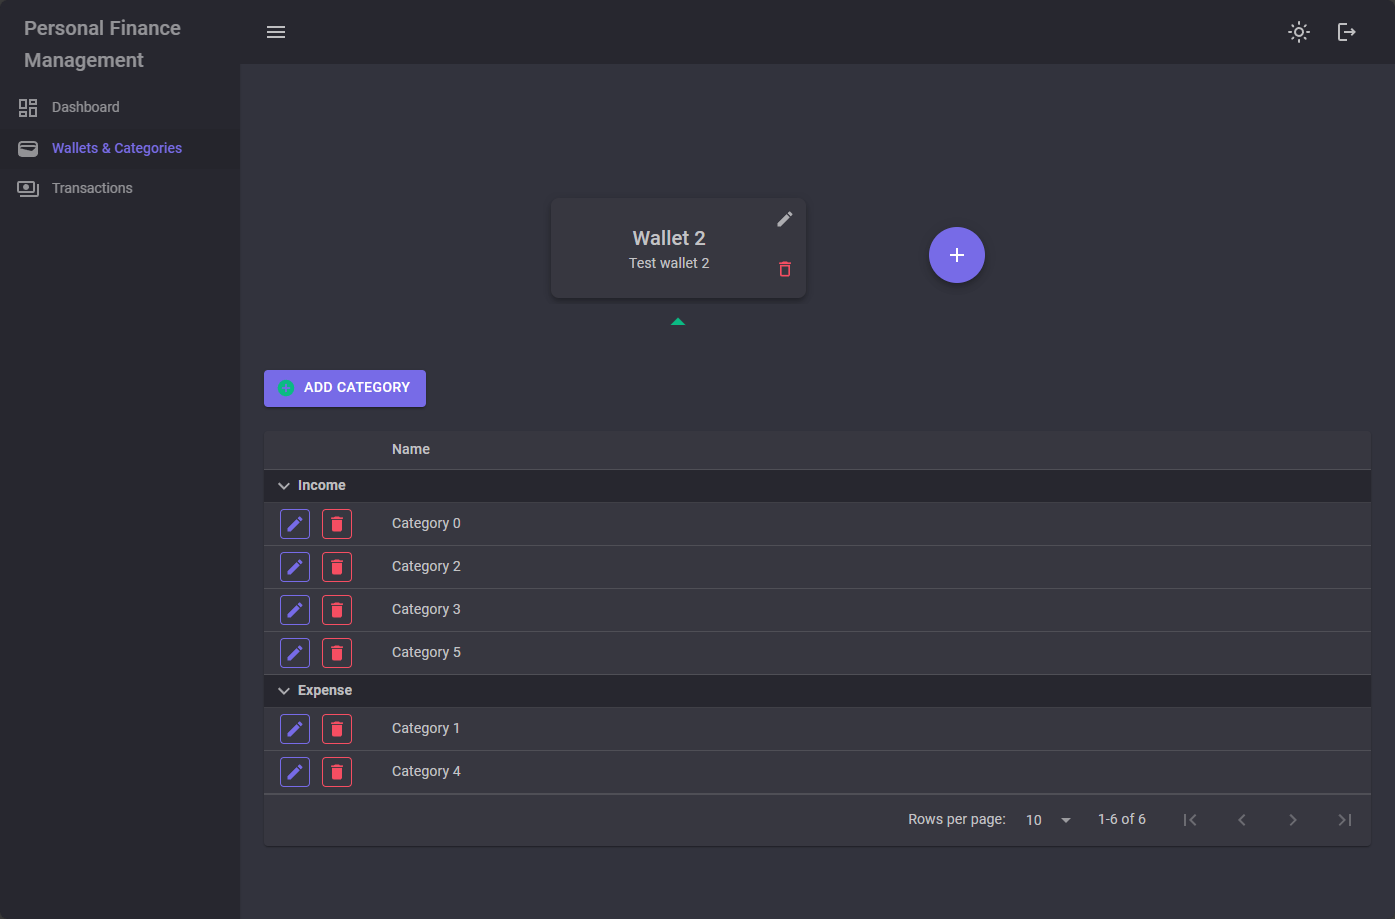 Personal Finance
Management
Dashboard
Wallets & Categories
Transactions
Wallet 2
Test wallet 2
ADD CATEGORY
Name
Income
Category 0
Category 2
Category 3
Category 5
Expense
Category 1
Category 4
Rows per page: 10 1-6 of 6